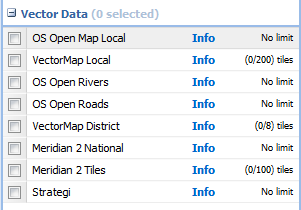 Vector Data (0 selected)
OS Open Map Local Info No limit
VectorMap Local Info (0/200) tiles
OS Open Rivers Info No limit
OS Open Roads Info No limit
VectorMap District Info (0/8) tiles
Meridian 2 National Info No limit
Meridian 2 Tiles Info (0/100) tiles
Strategi Info No limit